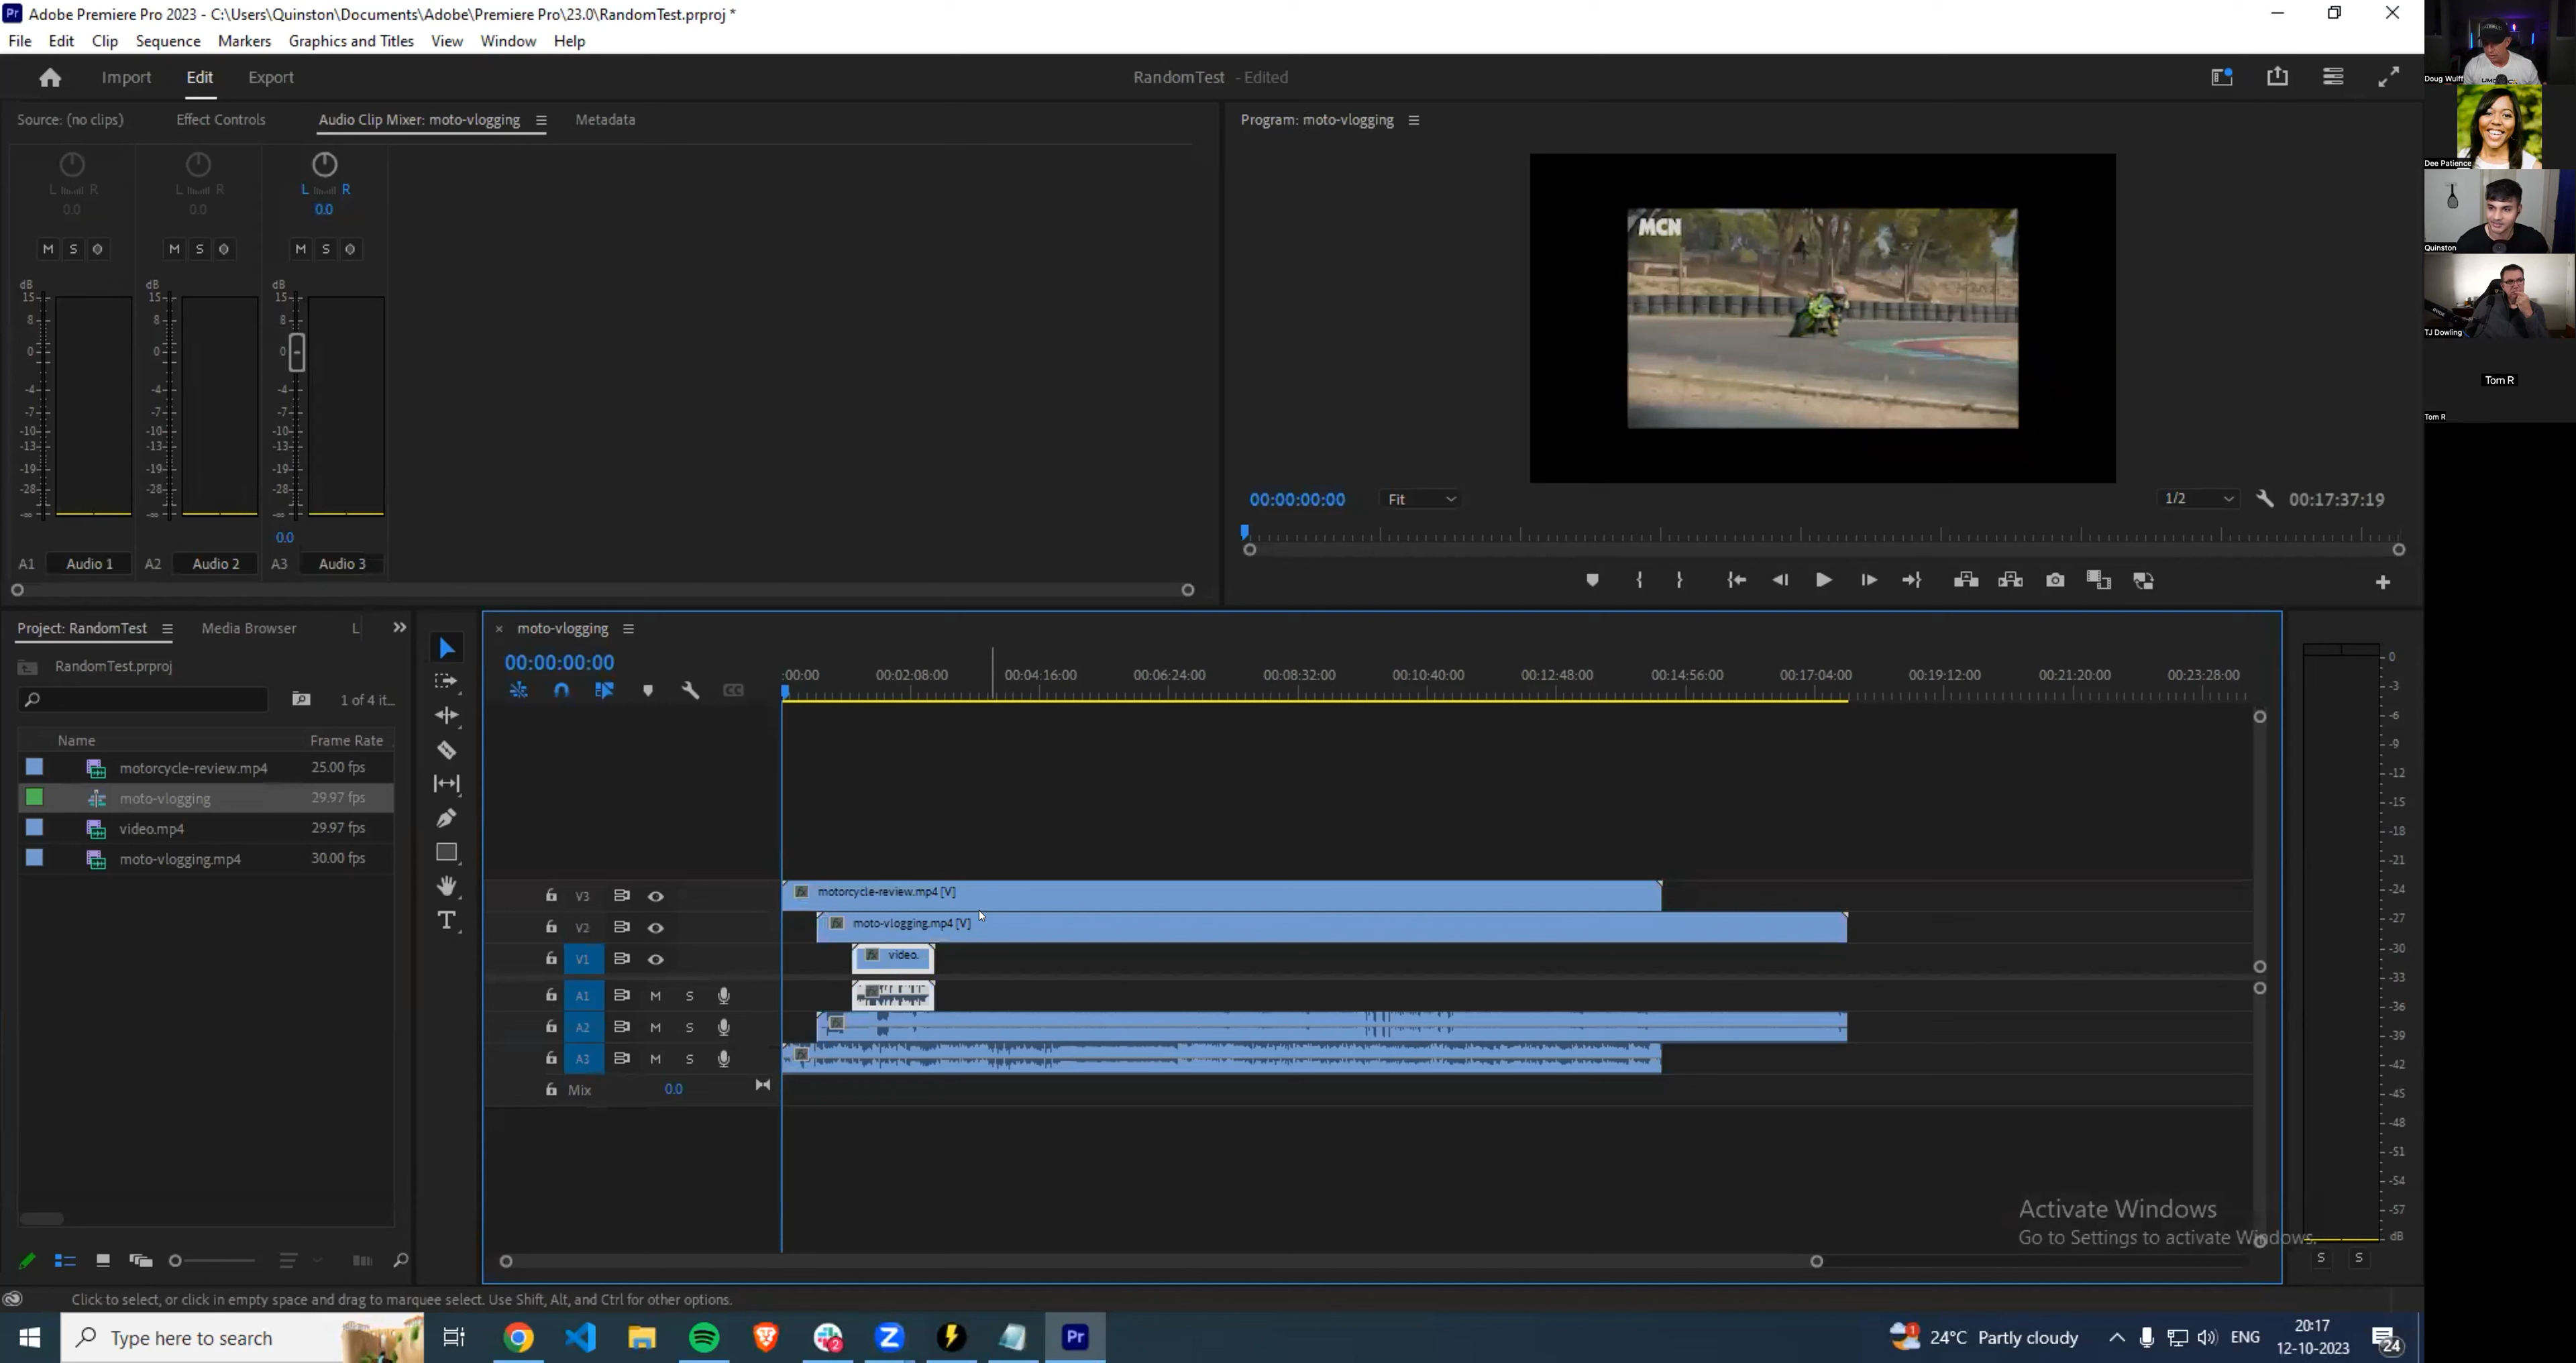 Adobe Premiere Pro 2023 - C:\Users\Quinston\Documents\Adobe\Premiere Pro\23.0\RandomTest.prproj *
File Edit Clip Sequence Markers Graphics and Titles View Window Help
Import Edit Export
RandomTest - Edited
Source: (no clips) Effect Controls Audio Clip Mixer: moto-vlogging Metadata
Program: moto-vlogging
L R L R L R
0.0 0.0 0.0
M S M S M S
dB dB dB
15 15 15
8 8 8
0 0 0
-4 -4 -4
-7 -7 -7
-10 -10 -10
-13 -13 -13
-19 -19 -19
-28 -28 -28
-∞ -∞ -∞
0.0
A1 Audio 1 A2 Audio 2 A3 Audio 3
MCN
00:00:00:00 Fit 1/2 00:17:37:19
Doug Wulff
Dee Patience
Quinston
TJ Dowling
Tom R
Tom R
Project: RandomTest Media Browser L
RandomTest.prproj
1 of 4 it...
Name Frame Rate
motorcycle-review.mp4 25.00 fps
moto-vlogging 29.97 fps
video.mp4 29.97 fps
moto-vlogging.mp4 30.00 fps
T
moto-vlogging
00:00:00:00
:00:00 00:02:08:00 00:04:16:00 00:06:24:00 00:08:32:00 00:10:40:00 00:12:48:00 00:14:56:00 00:17:04:00 00:19:12:00 00:21:20:00 00:23:28:00
CC
V3 motorcycle-review.mp4 [V]
V2 moto-vlogging.mp4 [V]
V1 video.
A1 M S
A2 M S
A3 M S
Mix 0.0
0
-3
-6
-9
-12
-15
-18
-21
-24
-27
-30
-33
-36
-39
-42
-45
-48
-51
-54
-57
dB
S S
Activate Windows
Go to Settings to activate Windows.
Click to select, or click in empty space and drag to marquee select. Use Shift, Alt, and Ctrl for other options.
Type here to search
2
Pr
1
24°C Partly cloudy
ENG
20:17
12-10-2023
24